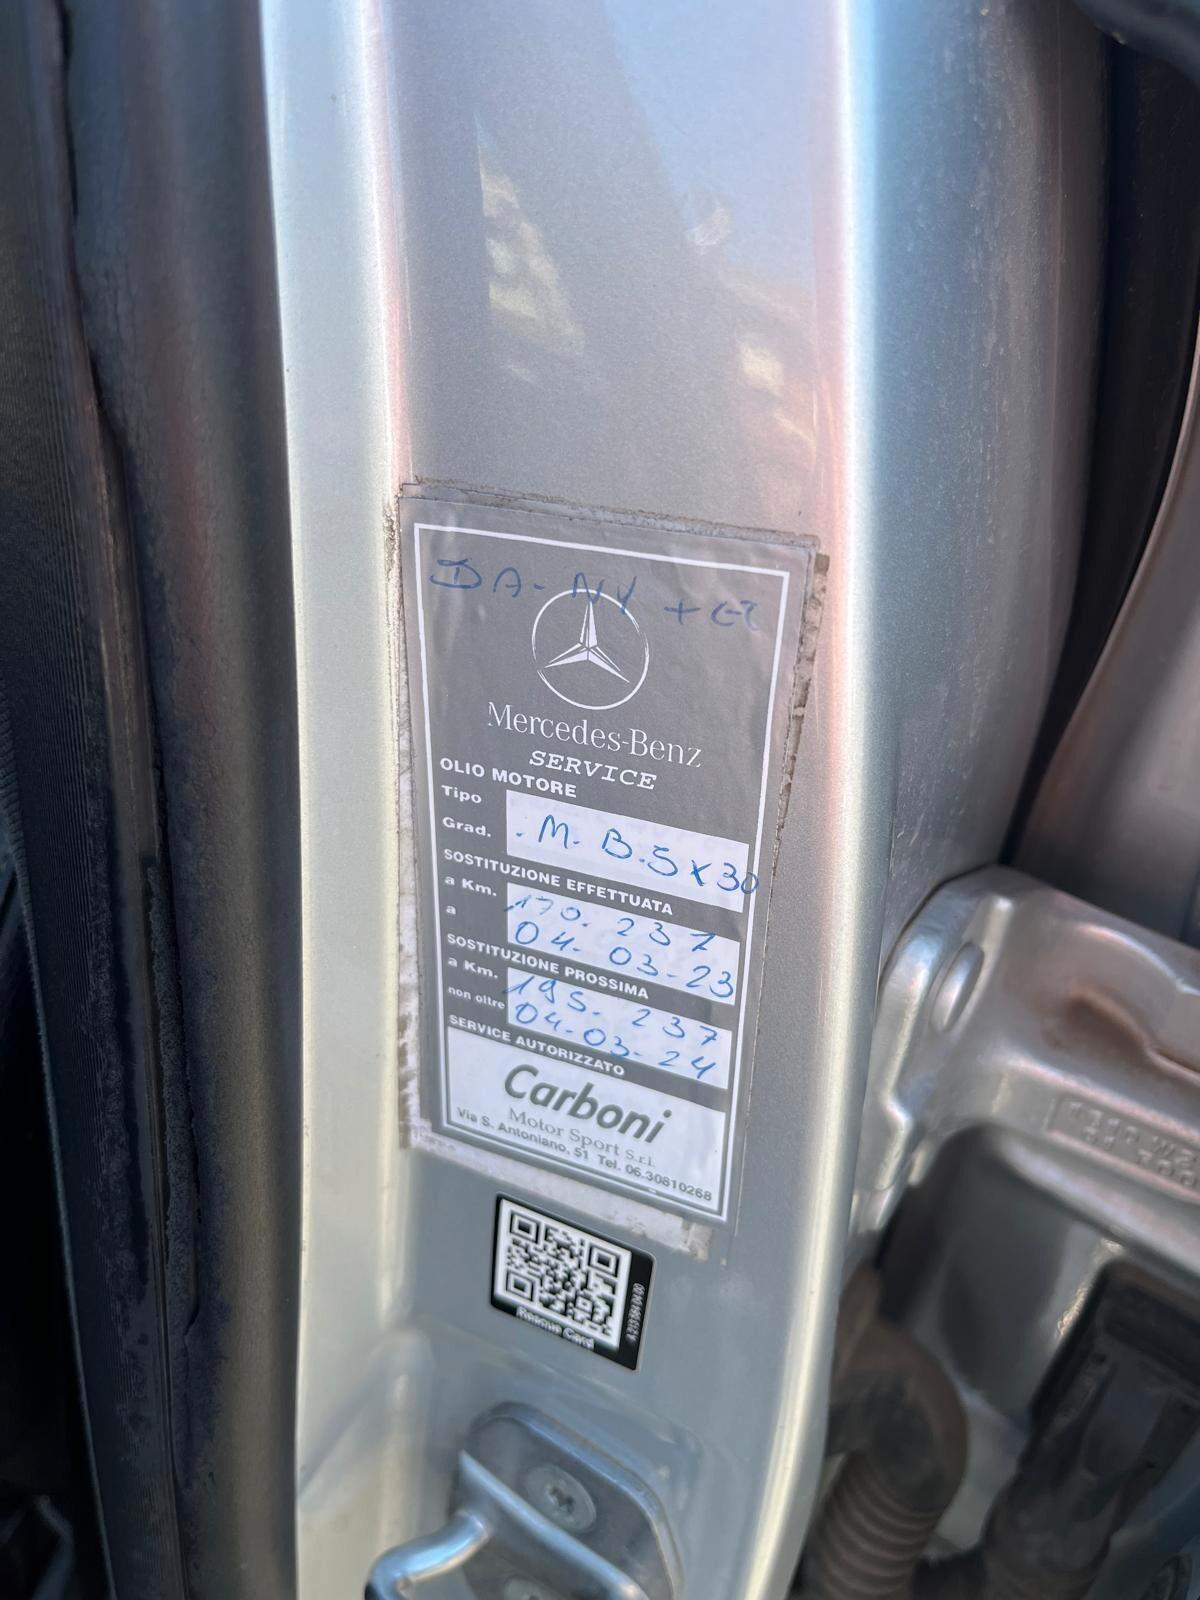 DA-NY + GT
Mercedes-Benz
SERVICE
OLIO MOTORE
Tipo
Grad. .M.B.5x30
SOSTITUZIONE EFFETTUATA
a Km. 170.237
a 04-03-23
SOSTITUZIONE PROSSIMA
a Km. 195.237
non oltre 04-03-24
SERVICE AUTORIZZATO
Carboni
Motor Sport S.r.l.
Via S. Antoniano, 51 Tel. 06.30810268
Rescue Card